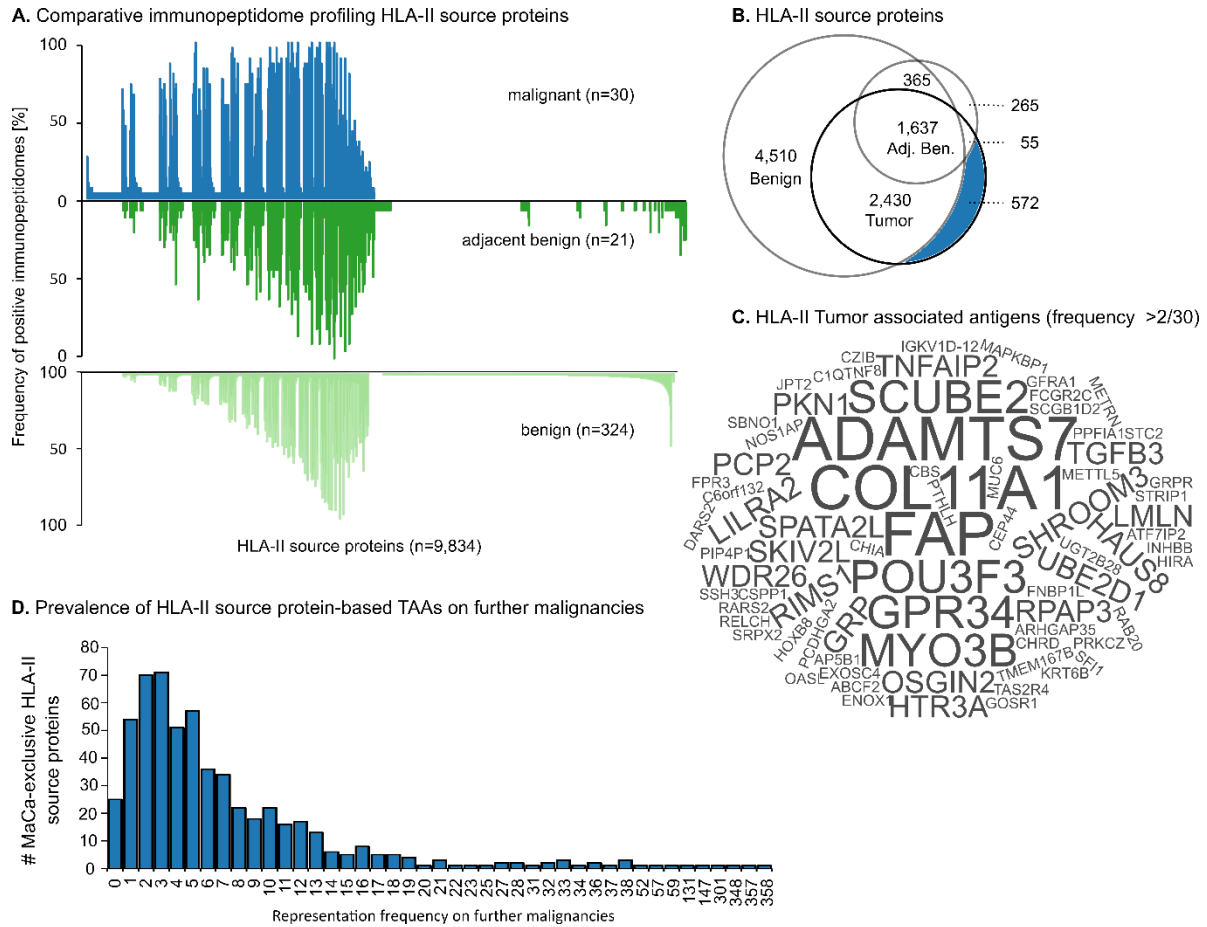 A. Comparative immunopeptidome profiling HLA-II source proteins
Frequency of positive immunopeptidomes [%]
100
50
0
50
0
100
50
100
malignant (n=30)
adjacent benign (n=21)
benign (n=324)
HLA-II source proteins (n=9,834)
B. HLA-II source proteins
365
265
1,637
Adj. Ben.
55
4,510
Benign
2,430
Tumor
572
C. HLA-II Tumor associated antigens (frequency >2/30)
IGKV1D-12
MAPKBP1
CZIB
TNFAIP2
C1QTNF8
JPT2
GFRA1
METRN
PKN1
SCUBE2
FCGR2C
SCGB1D2
SBNO1
NOS1AP
ADAMTS7
PPFIA1
STC2
TGFB3
PCP2
CBS
MUC6
METTL5
FPR3
C6orf132
COL11A1
PTHLH
SHROOM3
GRPR
STRIP1
LILRA2
DARS2
SPATA2L
FAP
CEP44
HAUS8
LMLN
ATF7IP2
INHBB
HIRA
PIP4P1
SKIV2L
CHIA
UGT2B28
UBE2D1
WDR26
RIMS1
POU3F3
SSH3
CSPP1
FNBP1L
RARS2
RELCH
SRPX2
HOXB8
PCDHGA2
GRP
GPR34
RPAP3
RAB20
ARHGAP35
CHRD
PRKCZ
MYO3B
AP5B1
TMEM167B
SFI1
OASL
EXOSC4
KRT6B
ABCF2
OSGIN2
TAS2R4
ENOX1
HTR3A
GOSR1
D. Prevalence of HLA-II source protein-based TAAs on further malignancies
# MaCa-exclusive HLA-II
source proteins
80
70
60
50
40
30
20
10
0
0 1 2 3 4 5 6 7 8 9 10 11 12 13 14 15 16 17 18 19 20 21 22 23 25 27 28 31 32 33 34 36 37 38 52 57 59 131 147 301 348 357 358
Representation frequency on further malignancies